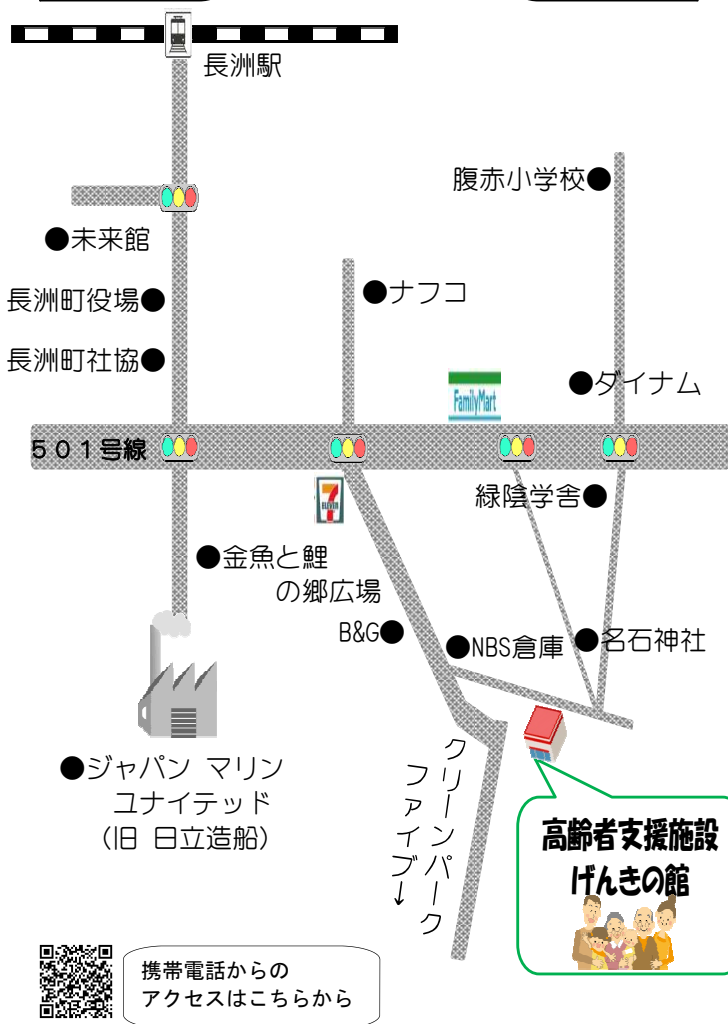 長洲駅
腹赤小学校●
●未来館
長洲町役場●
●ナフコ
長洲町社協●
●ダイナム
FamilyMart
501号線
7
ELEVEN
緑陰学舎●
●金魚と鯉
の郷広場
B&G●
●NBS倉庫
●名石神社
●ジャパン マリン
ユナイテッド
(旧 日立造船)
クリーンパーク
ファイブ↓
高齢者支援施設
げんきの館
携帯電話からの
アクセスはこちらから